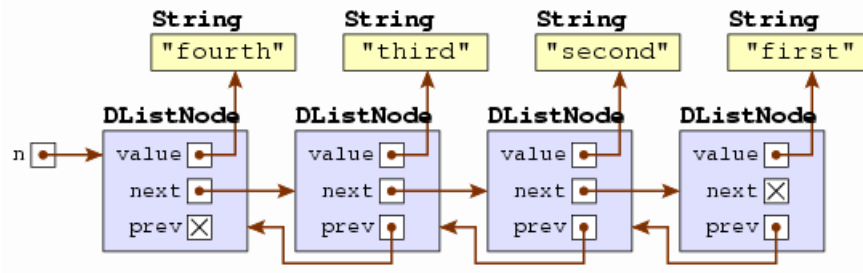 String String String String
"fourth" "third" "second" "first"
DListNode DListNode DListNode DListNode
n value value value value
next next next next
prev prev prev prev